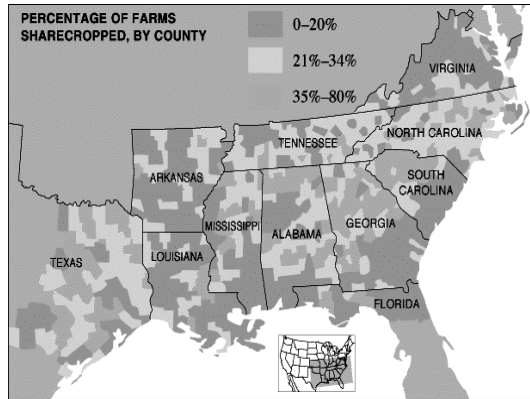 PERCENTAGE OF FARMS
SHARECROPPED, BY COUNTY
0–20%
21%–34%
35%–80%
VIRGINIA
NORTH CAROLINA
TENNESSEE
ARKANSAS
SOUTH
CAROLINA
MISSISSIPPI
ALABAMA
GEORGIA
TEXAS
LOUISIANA
FLORIDA